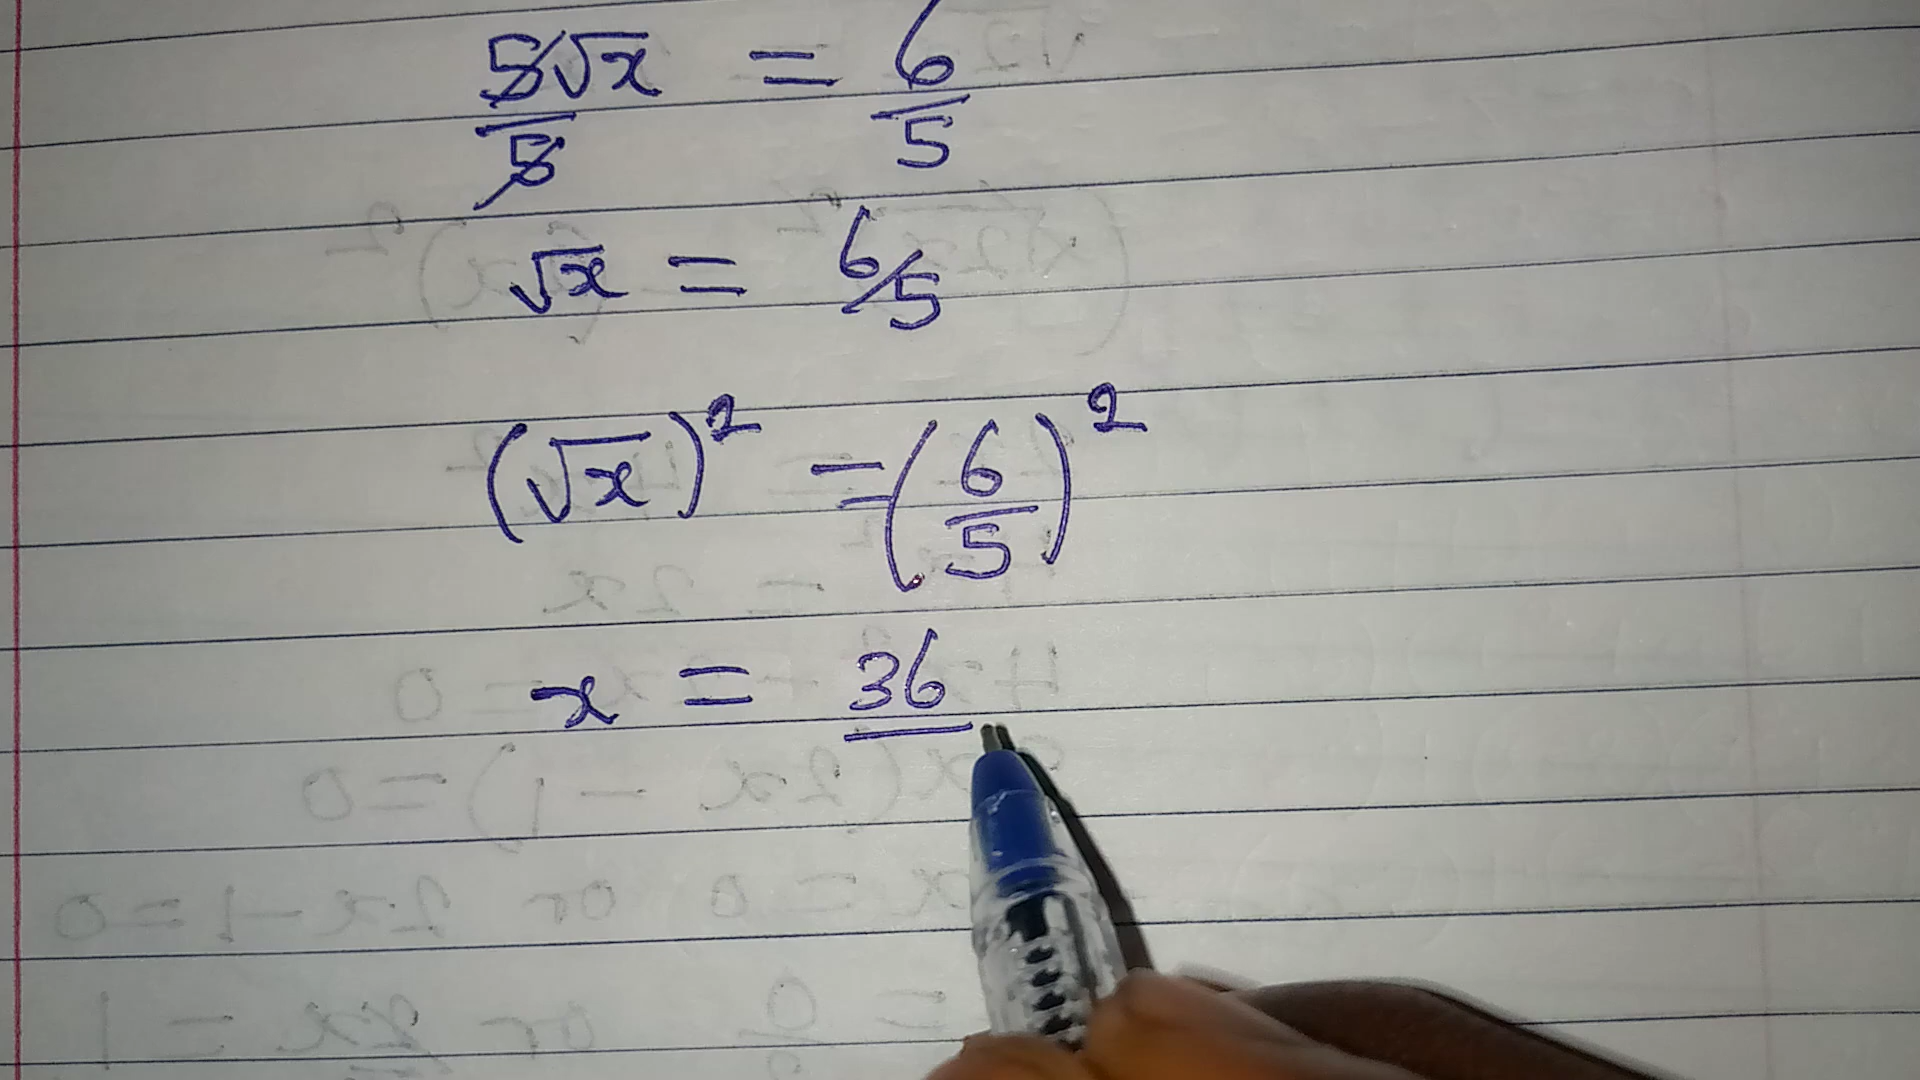 5√x/5 = 6/5
√x = 6/5
(√x)² = (6/5)²
x = 36